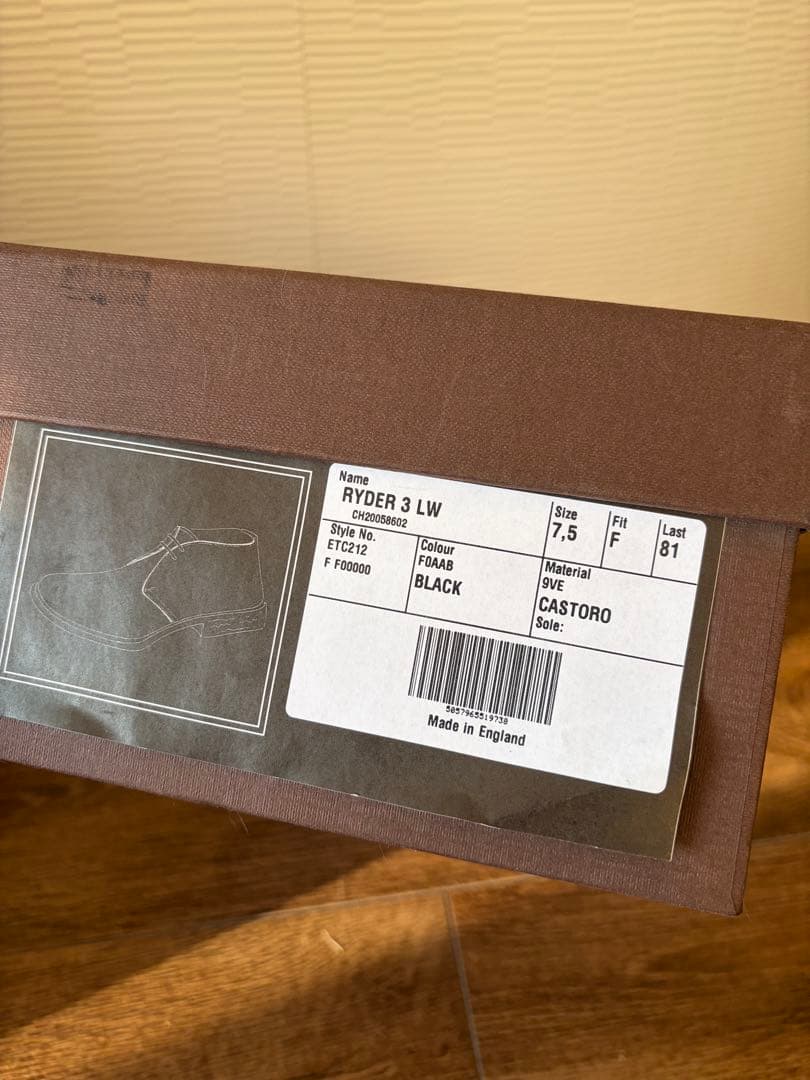 Name
RYDER 3 LW
CH20058602
Size
7,5
Fit
F
Last
81
Style No.
ETC212
F F00000
Colour
F0AAB
BLACK
Material
9VE
CASTORO
Sole:
5057965519738
Made in England